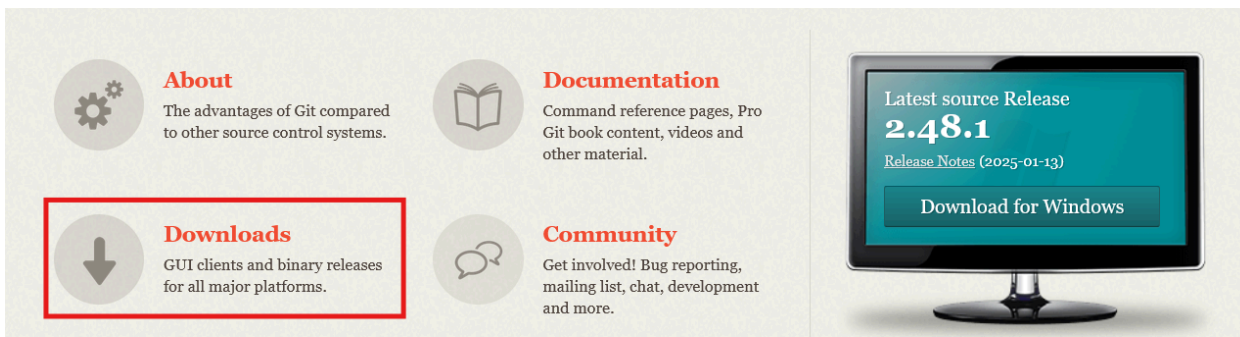 About
The advantages of Git compared
to other source control systems.
Documentation
Command reference pages, Pro
Git book content, videos and
other material.
Downloads
GUI clients and binary releases
for all major platforms.
Community
Get involved! Bug reporting,
mailing list, chat, development
and more.
Latest source Release
2.48.1
Release Notes (2025-01-13)
Download for Windows